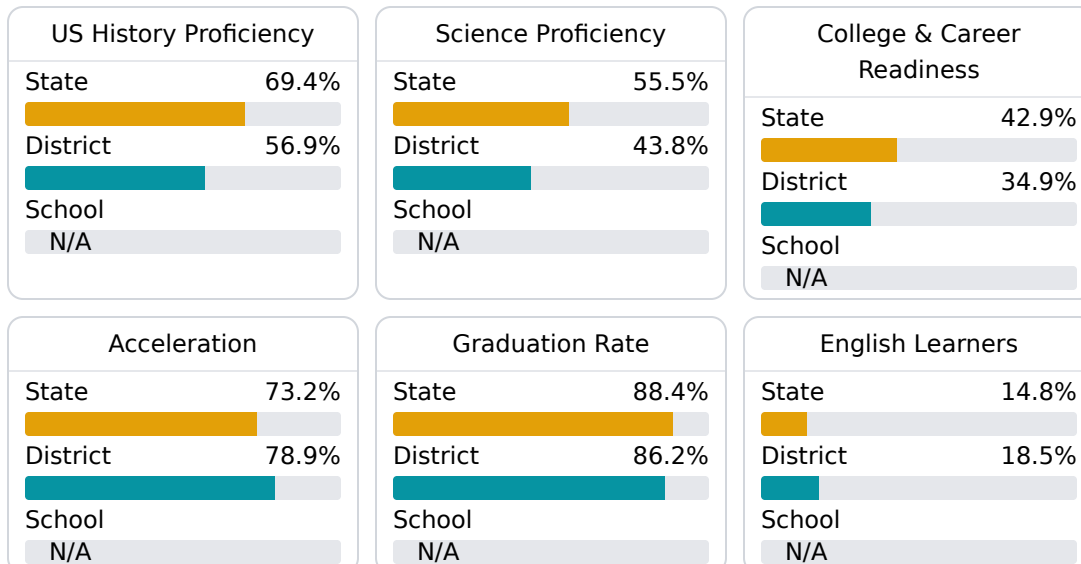 US History Proficiency
State 69.4%
District 56.9%
School
N/A
Science Proficiency
State 55.5%
District 43.8%
School
N/A
College & Career
Readiness
State 42.9%
District 34.9%
School
N/A
Acceleration
State 73.2%
District 78.9%
School
N/A
Graduation Rate
State 88.4%
District 86.2%
School
N/A
English Learners
State 14.8%
District 18.5%
School
N/A